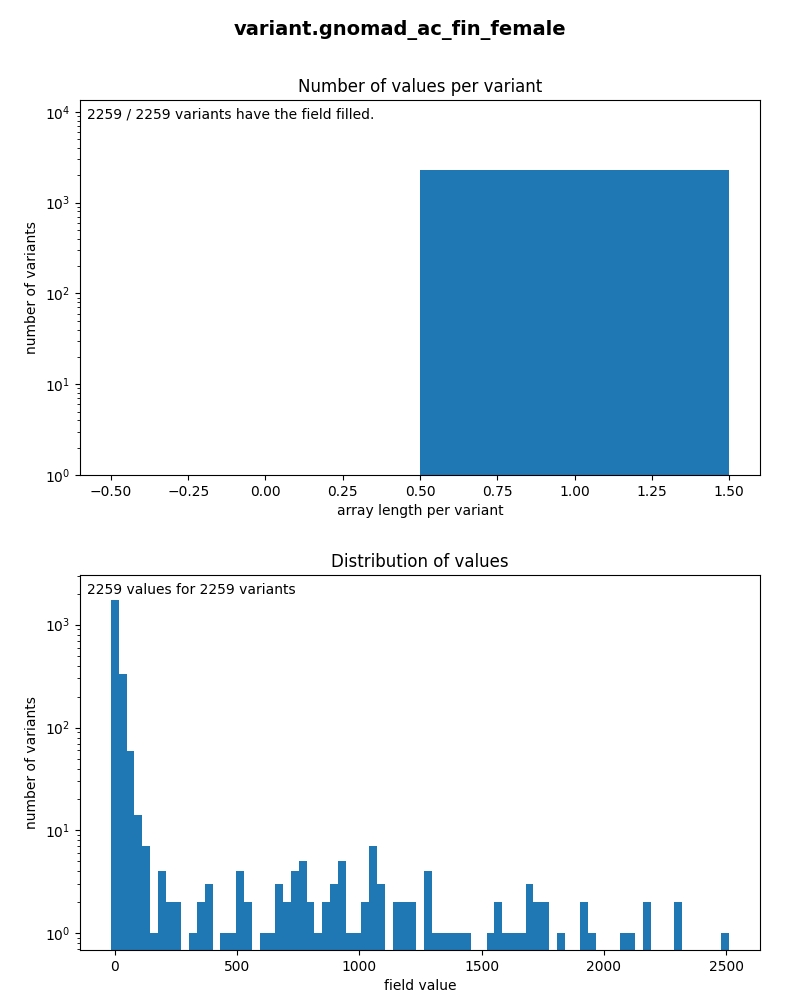 variant.gnomad_ac_fin_female
Number of values per variant
2259 / 2259 variants have the field filled.
number of variants
10⁴
10³
10²
10¹
10⁰
−0.50 −0.25 0.00 0.25 0.50 0.75 1.00 1.25 1.50
array length per variant
Distribution of values
2259 values for 2259 variants
number of variants
10³
10²
10¹
10⁰
0 500 1000 1500 2000 2500
field value